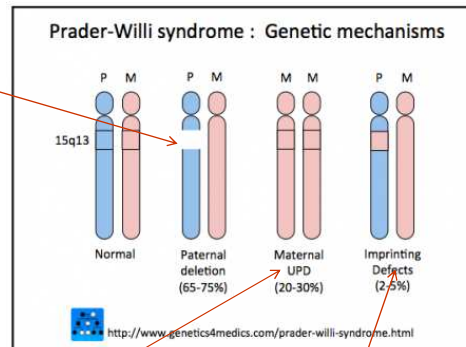 Prader-Willi syndrome : Genetic mechanisms
P M P M M M P M
15q13
Normal
Paternal deletion (65-75%)
Maternal UPD (20-30%)
Imprinting Defects (2-5%)
http://www.genetics4medics.com/prader-willi-syndrome.html